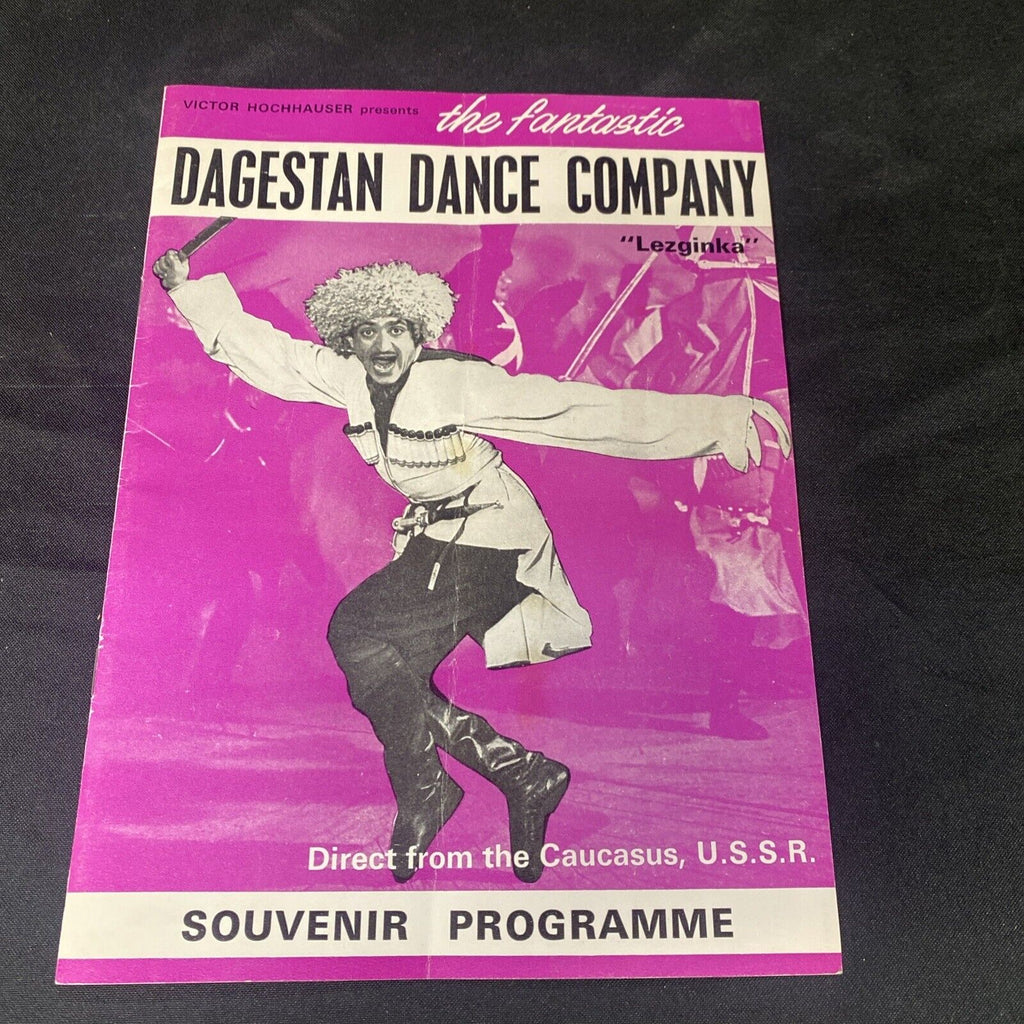 VICTOR HOCHHAUSER presents the fantastic
DAGESTAN DANCE COMPANY
"Lezginka"
Direct from the Caucasus, U.S.S.R.
SOUVENIR PROGRAMME